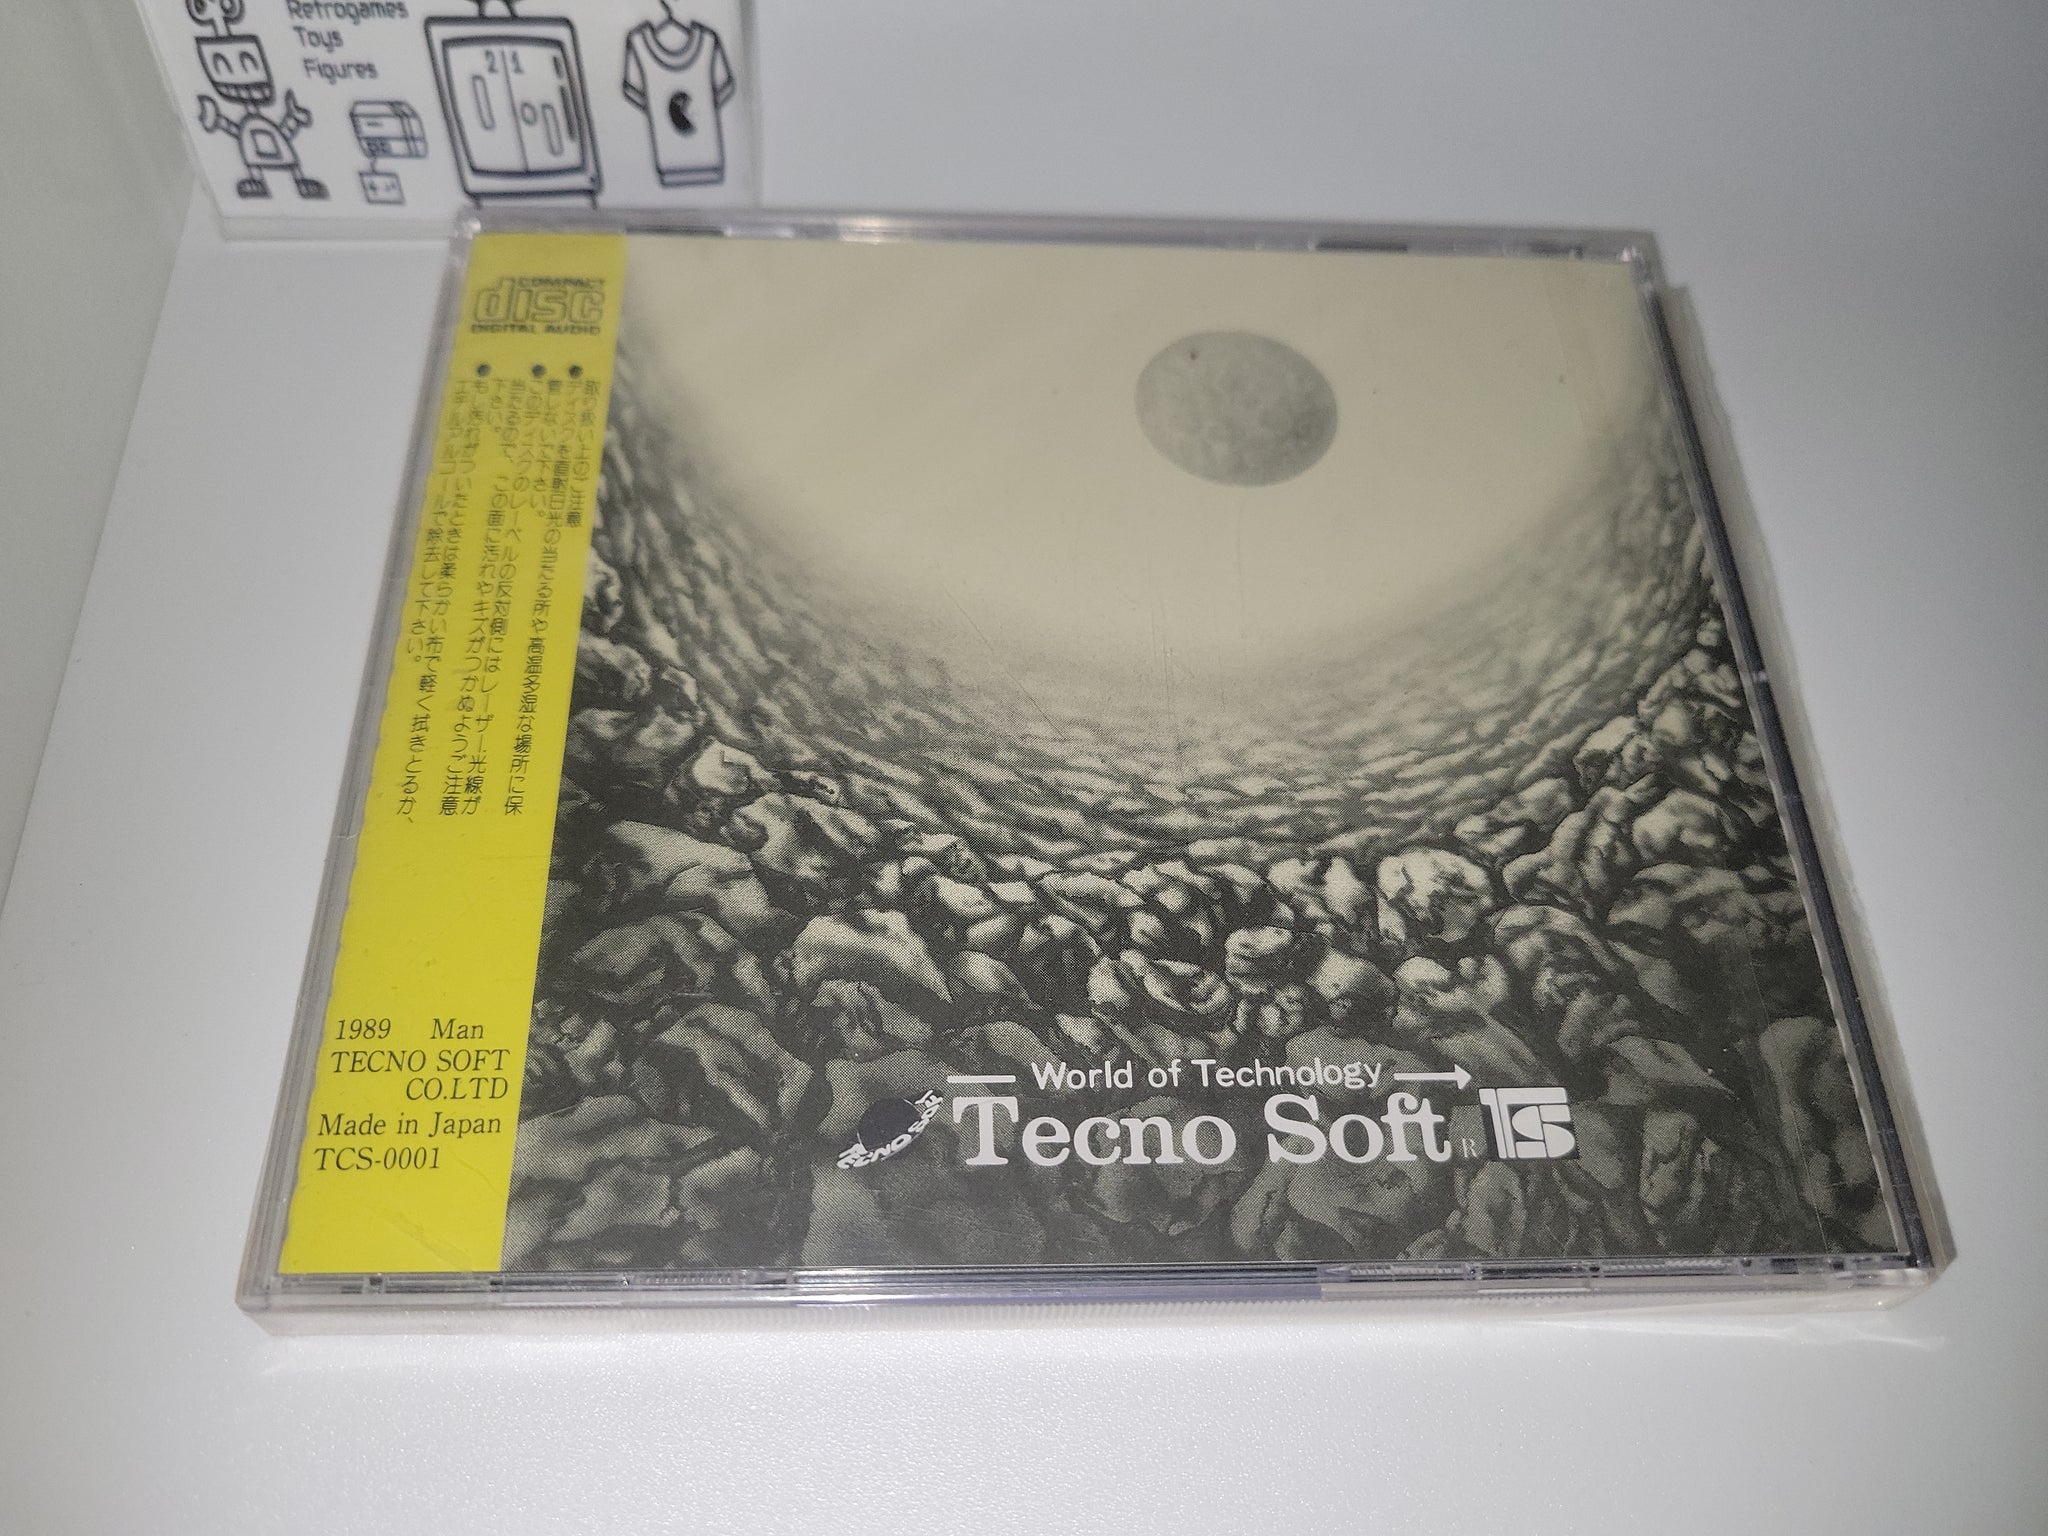 Retrogames
Toys
Figures
21
COMPACT
disc
DIGITAL AUDIO
取り扱い上のご注意
●ディスクを直射日光の当たる所や高温多湿な場所に保
管しないで下さい。
●このディスクのレーベルの反対側にはレーザー光線が
当たるので、この面に汚れやキズがつかぬようご注意
下さい。
●もし汚れがついたときは柔らかい布で軽く拭きとるか、
エチルアルコールで除去して下さい。
1989 Man
TECNO SOFT
CO.LTD
Made in Japan
TCS-0001
World of Technology
TECNO SOFT
Tecno Soft R TS